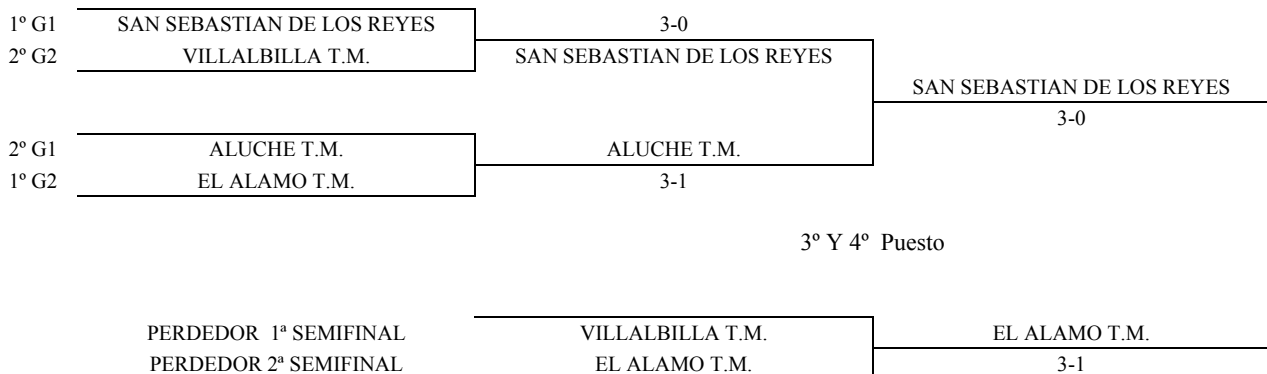 1º G1 SAN SEBASTIAN DE LOS REYES 3-0
2º G2 VILLALBILLA T.M. SAN SEBASTIAN DE LOS REYES
SAN SEBASTIAN DE LOS REYES
3-0
2º G1 ALUCHE T.M. ALUCHE T.M.
1º G2 EL ALAMO T.M. 3-1
3º Y 4º Puesto
PERDEDOR 1ª SEMIFINAL VILLALBILLA T.M. EL ALAMO T.M.
PERDEDOR 2ª SEMIFINAL EL ALAMO T.M. 3-1